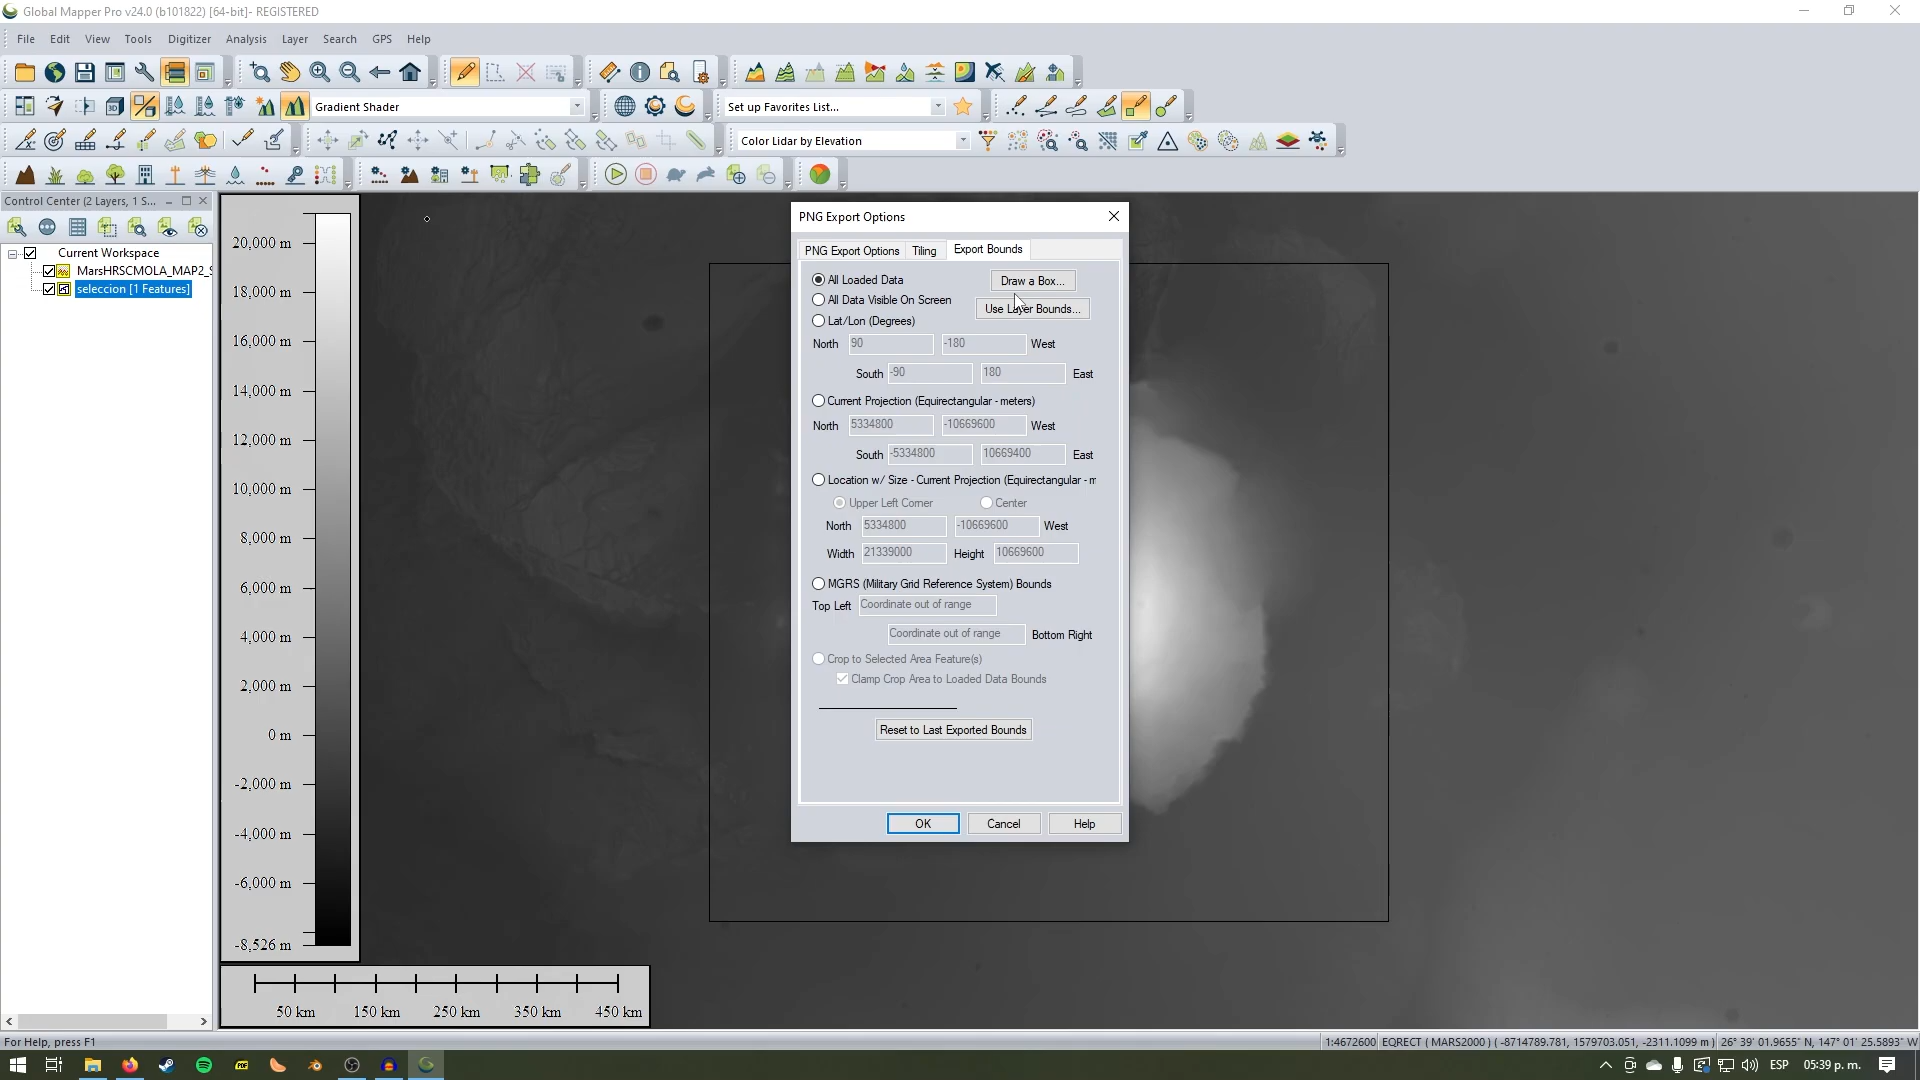 Global Mapper Pro v24.0 (b101822) [64-bit]- REGISTERED
File Edit View Tools Digitizer Analysis Layer Search GPS Help
Gradient Shader
Set up Favorites List...
Color Lidar by Elevation
Control Center (2 Layers, 1 S...
Current Workspace
MarsHRSCMOLA_MAP2_S
seleccion [1 Features]
20,000 m
18,000 m
16,000 m
14,000 m
12,000 m
10,000 m
8,000 m
6,000 m
4,000 m
2,000 m
0 m
-2,000 m
-4,000 m
-6,000 m
-8,526 m
50 km 150 km 250 km 350 km 450 km
PNG Export Options
PNG Export Options Tiling Export Bounds
All Loaded Data Draw a Box...
All Data Visible On Screen
Use Layer Bounds...
Lat/Lon (Degrees)
North 90 -180 West
South -90 180 East
Current Projection (Equirectangular - meters)
North 5334800 -10669600 West
South -5334800 10669400 East
Location w/ Size - Current Projection (Equirectangular - m
Upper Left Corner Center
North 5334800 -10669600 West
Width 21339000 Height 10669600
MGRS (Military Grid Reference System) Bounds
Top Left Coordinate out of range
Coordinate out of range Bottom Right
Crop to Selected Area Feature(s)
Clamp Crop Area to Loaded Data Bounds
Reset to Last Exported Bounds
OK Cancel Help
For Help, press F1
1:4672600 EQRECT ( MARS2000 ) ( -8714789.781, 1579703.051, -2311.1099 m ) 26° 39' 01.9655" N, 147° 01' 25.5893" W
ESP 05:39 p. m.